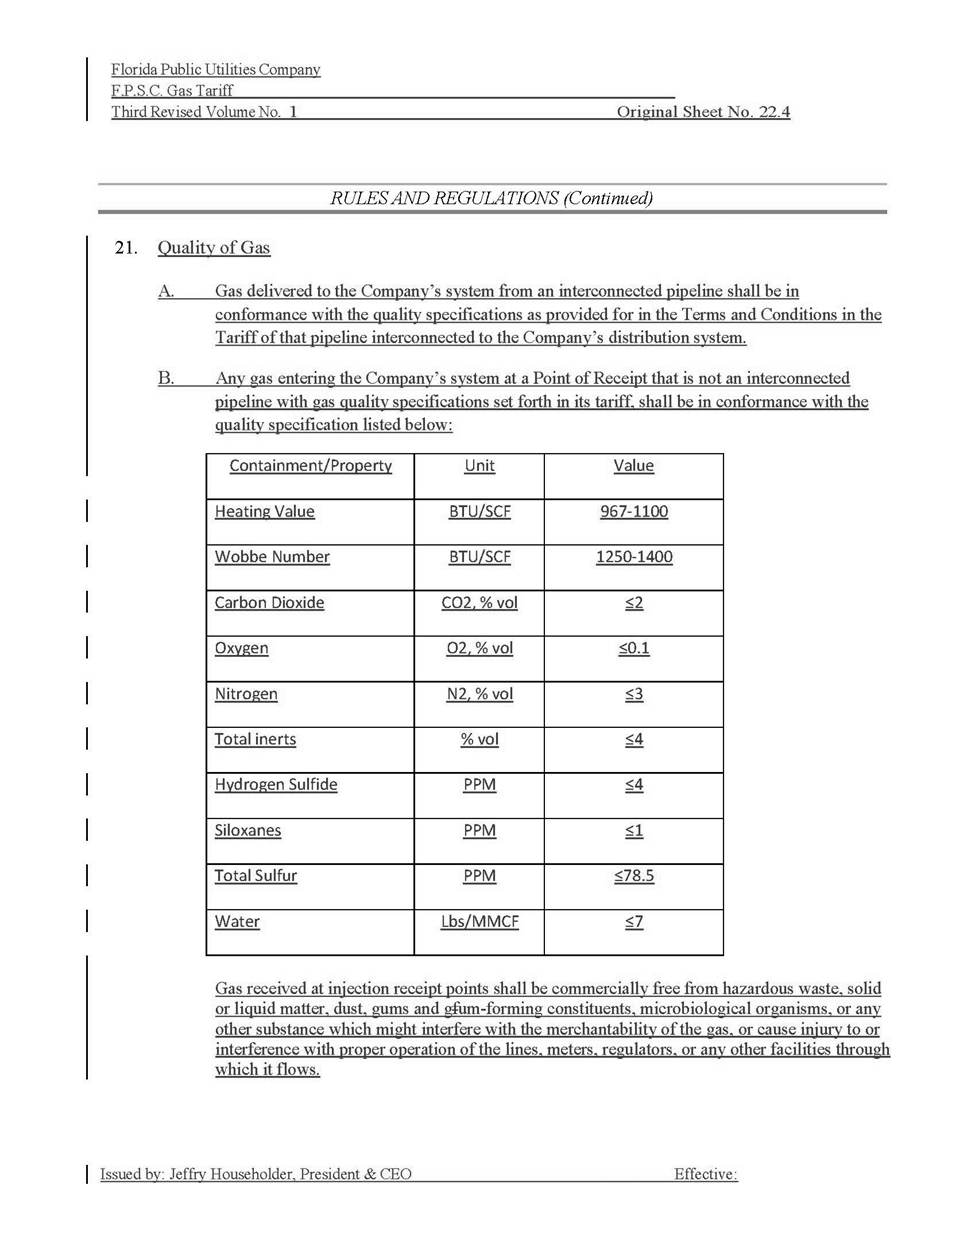 Florida Public Utilities Company
F.P.S.C. Gas Tariff
Third Revised Volume No. 1 Original Sheet No. 22.4
RULES AND REGULATIONS (Continued)
21. Quality of Gas
A. Gas delivered to the Company's system from an interconnected pipeline shall be in
conformance with the quality specifications as provided for in the Terms and Conditions in the
Tariff of that pipeline interconnected to the Company's distribution system.
B. Any gas entering the Company's system at a Point of Receipt that is not an interconnected
pipeline with gas quality specifications set forth in its tariff, shall be in conformance with the
quality specification listed below:
Containment/Property Unit Value
Heating Value BTU/SCF 967-1100
Wobbe Number BTU/SCF 1250-1400
Carbon Dioxide CO2, % vol ≤2
Oxygen O2, % vol ≤0.1
Nitrogen N2, % vol ≤3
Total inerts % vol ≤4
Hydrogen Sulfide PPM ≤4
Siloxanes PPM ≤1
Total Sulfur PPM ≤78.5
Water Lbs/MMCF ≤7
Gas received at injection receipt points shall be commercially free from hazardous waste, solid
or liquid matter, dust, gums and gfum-forming constituents, microbiological organisms, or any
other substance which might interfere with the merchantability of the gas, or cause injury to or
interference with proper operation of the lines, meters, regulators, or any other facilities through
which it flows.
Issued by: Jeffry Householder, President & CEO Effective: